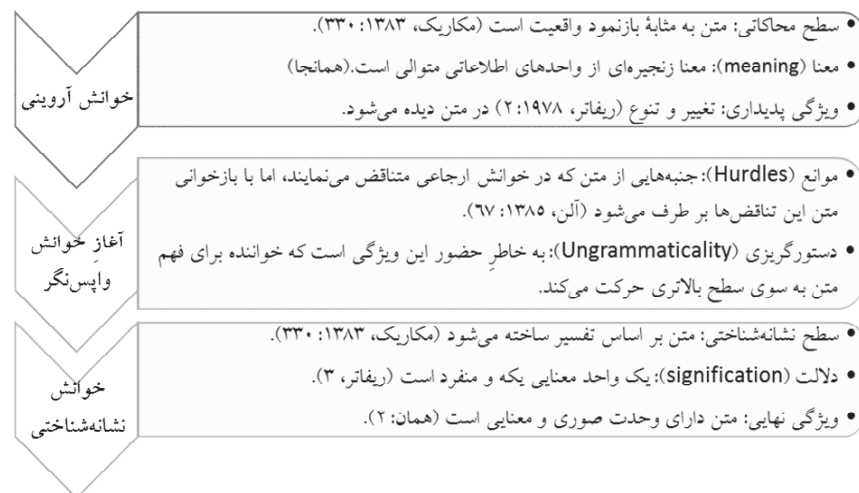 خوانش آروینی
• سطح محاکاتی: متن به مثابۀ بازنمود واقعیت است (مکاریک، ۱۳۸۳: ۳۳۰).
• معنا (meaning): معنا زنجیره‌ای از واحدهای اطلاعاتی متوالی است.(همانجا)
• ویژگی پدیداری: تغییر و تنوع (ریفاتر، ۱۹۷۸:۲) در متن دیده می‌شود.
آغازِ خوانش
واپس‌نگر
• موانع (Hurdles): جنبه‌هایی از متن که در خوانش ارجاعی متناقض می‌نمایند، اما با بازخوانی
متن این تناقض‌ها بر طرف می‌شود (آلن، ۱۳۸۵: ۶۷).
• دستورگریزی (Ungrammaticality): به خاطرِ حضور این ویژگی است که خواننده برای فهم
متن به سوی سطح بالاتری حرکت می‌کند.
خوانش
نشانه‌شناختی
• سطح نشانه‌شناختی: متن بر اساس تفسیر ساخته می‌شود (مکاریک، ۱۳۸۳: ۳۳۰).
• دلالت (signification): یک واحد معنایی یکه و منفرد است (ریفاتر، ۳).
• ویژگی نهایی: متن دارای وحدت صوری و معنایی است (همان: ۲).